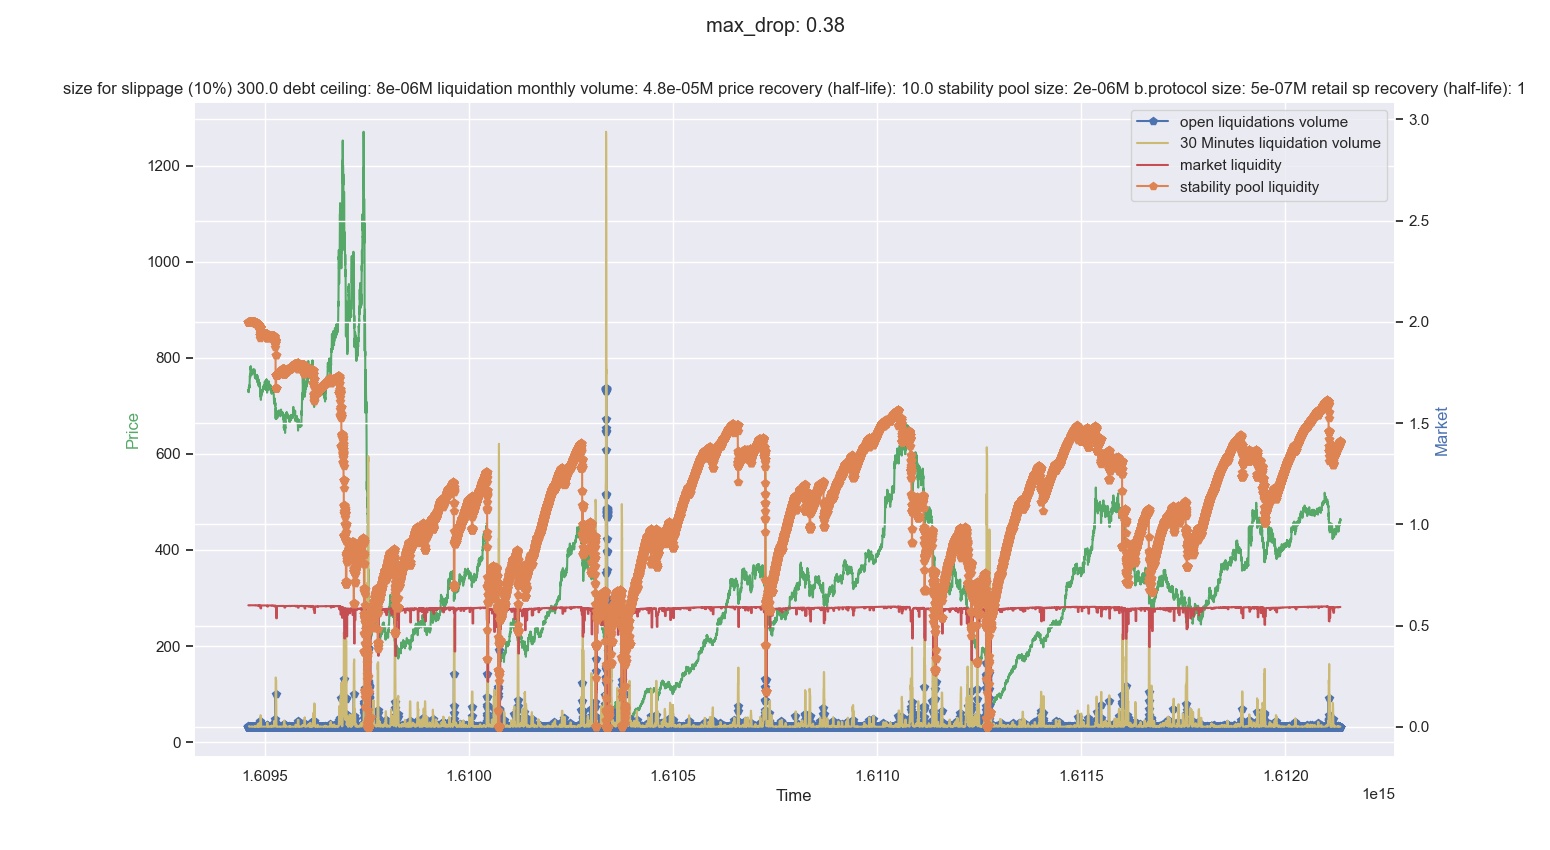 max_drop: 0.38
size for slippage (10%) 300.0 debt ceiling: 8e-06M liquidation monthly volume: 4.8e-05M price recovery (half-life): 10.0 stability pool size: 2e-06M b.protocol size: 5e-07M retail sp recovery (half-life): 1
open liquidations volume
30 Minutes liquidation volume
market liquidity
stability pool liquidity
1200
1000
800
600
400
200
0
Price
3.0
2.5
2.0
1.5
1.0
0.5
0.0
Market
1.6095 1.6100 1.6105 1.6110 1.6115 1.6120
Time
1e15